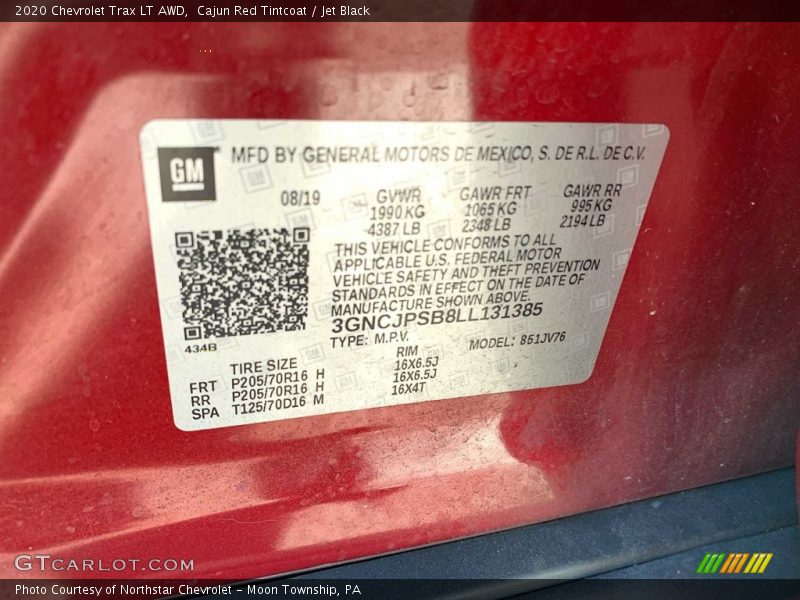 2020 Chevrolet Trax LT AWD,  Cajun Red Tintcoat / Jet Black
GM
MFD BY GENERAL MOTORS DE MEXICO, S. DE R.L. DE C.V.
08/19 GVWR GAWR FRT GAWR RR
1990 KG 1065 KG 995 KG
4387 LB 2348 LB 2194 LB
THIS VEHICLE CONFORMS TO ALL
APPLICABLE U.S. FEDERAL MOTOR
VEHICLE SAFETY AND THEFT PREVENTION
STANDARDS IN EFFECT ON THE DATE OF
MANUFACTURE SHOWN ABOVE.
3GNCJPSB8LL131385
434B
TYPE: M.P.V. MODEL: 851JV76
TIRE SIZE RIM
FRT P205/70R16 H 16X6.5J
RR P205/70R16 H 16X6.5J
SPA T125/70D16 M 16X4T
GTCARLOT.COM
Photo Courtesy of Northstar Chevrolet - Moon Township, PA